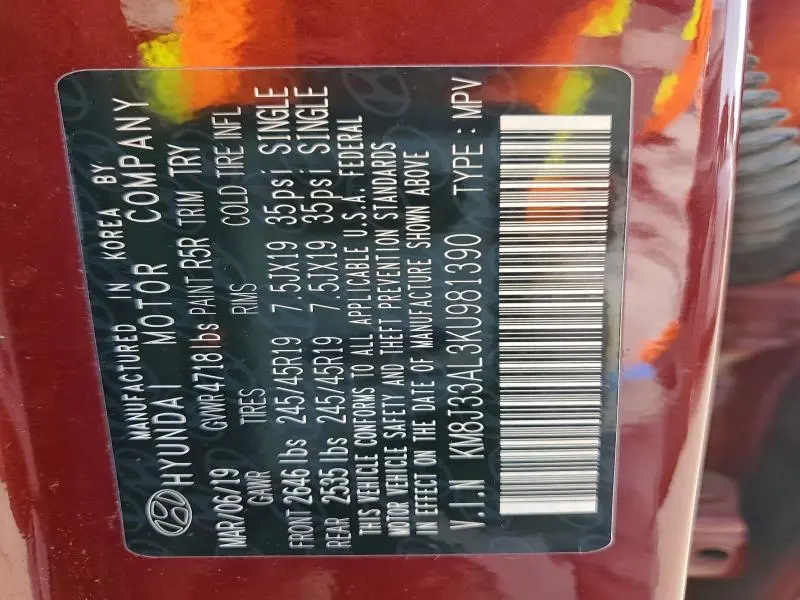 MANUFACTURED IN KOREA BY
HYUNDAI MOTOR COMPANY
MAR/06/19 GVWR4718lbs PAINT R5R TRIM TRY
GAWR TIRES RIMS COLD TIRE INFL
FRONT 2646 lbs 245/45R19 7.5JX19 35psi SINGLE
REAR 2535 lbs 245/45R19 7.5JX19 35psi SINGLE
THIS VEHICLE CONFORMS TO ALL APPLICABLE U.S.A. FEDERAL
MOTOR VEHICLE SAFETY AND THEFT PREVENTION STANDARDS
IN EFFECT ON THE DATE OF MANUFACTURE SHOWN ABOVE
V.I.N KM8J33AL3KU981390 TYPE : MPV